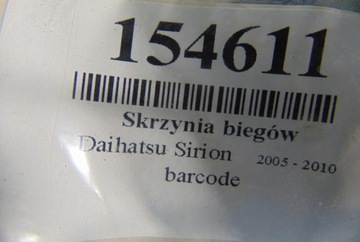 154611
Skrzynia biegów
Daihatsu Sirion 2005 - 2010
barcode